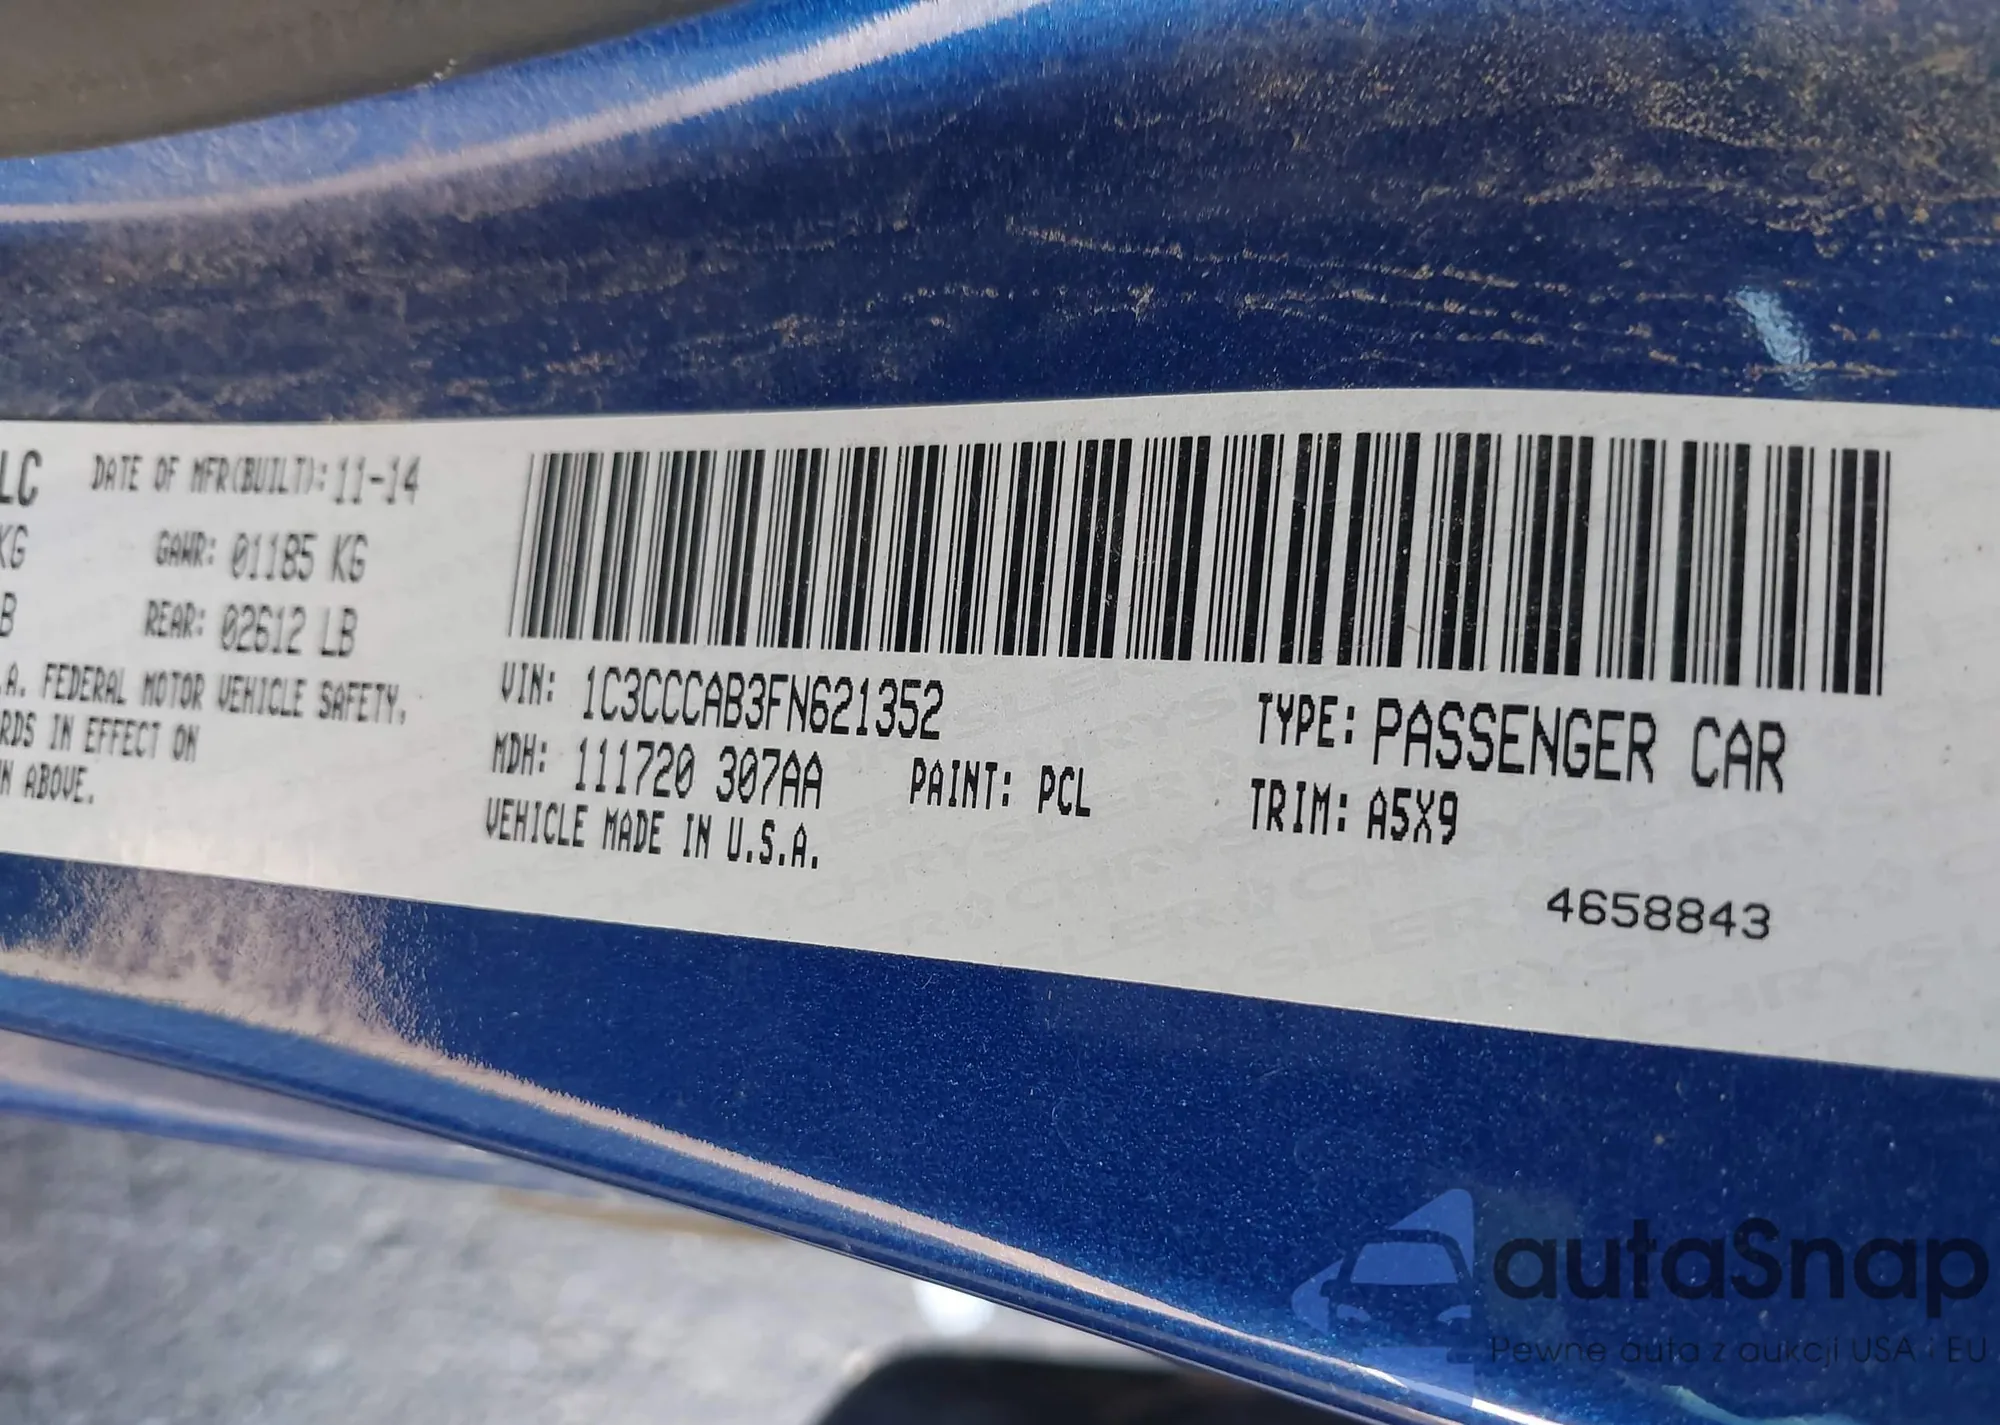 LC DATE OF MFR(BUILT): 11-14
KG GAWR: 01185 KG
B REAR: 02612 LB
.A. FEDERAL MOTOR VEHICLE SAFETY,
RDS IN EFFECT ON
N ABOVE.
VIN: 1C3CCCAB3FN621352
MDH: 111720 307AA PAINT: PCL
VEHICLE MADE IN U.S.A.
TYPE: PASSENGER CAR
TRIM: A5X9
4658843
autaSnap
Pewne auta z aukcji USA i EU